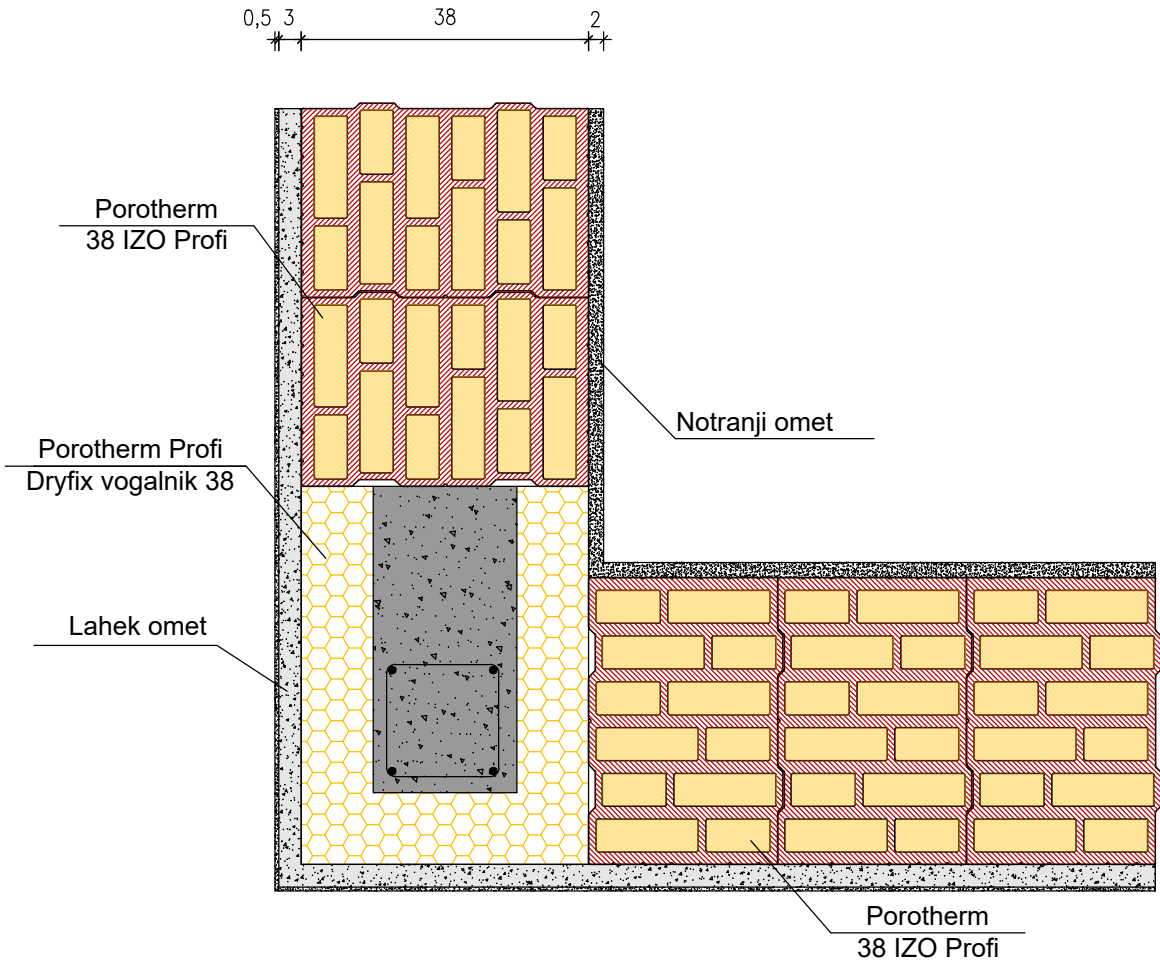 0,5 3 38 2
Porotherm
38 IZO Profi
Notranji omet
Porotherm Profi
Dryfix vogalnik 38
Lahek omet
Porotherm
38 IZO Profi